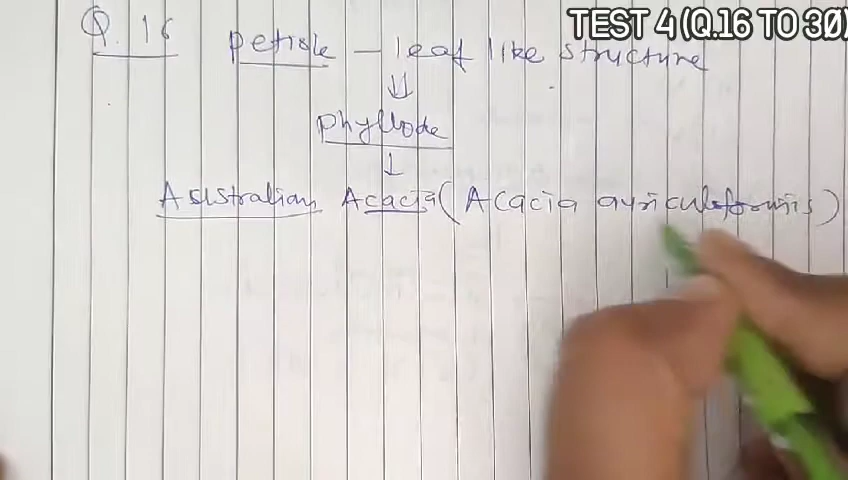 TEST 4 (Q.16 TO 30)
Q. 16 petiole - leaf like structure
phyllode
Australian Acacia (Acacia auriculiformis)